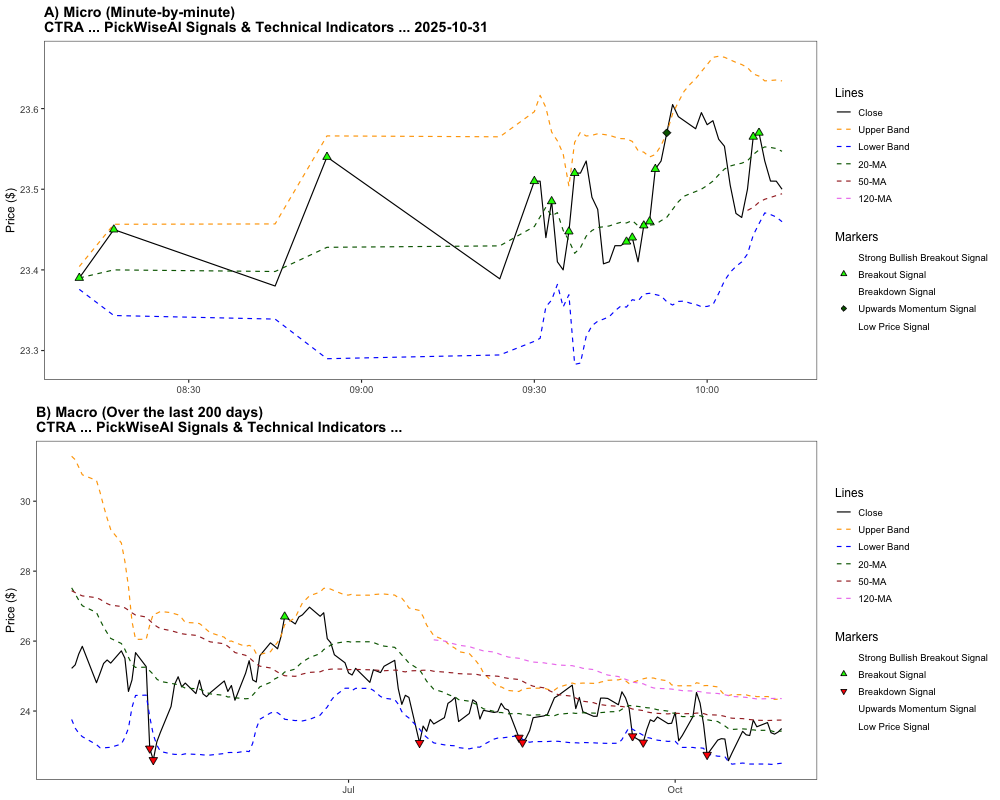 A) Micro (Minute-by-minute)
CTRA ... PickWiseAI Signals & Technical Indicators ... 2025-10-31
Price ($)
23.6
23.5
23.4
23.3
08:30
09:00
09:30
10:00
Lines
Close
Upper Band
Lower Band
20-MA
50-MA
120-MA
Markers
Strong Bullish Breakout Signal
Breakout Signal
Breakdown Signal
Upwards Momentum Signal
Low Price Signal
B) Macro (Over the last 200 days)
CTRA ... PickWiseAI Signals & Technical Indicators ...
Price ($)
30
28
26
24
Jul
Oct
Lines
Close
Upper Band
Lower Band
20-MA
50-MA
120-MA
Markers
Strong Bullish Breakout Signal
Breakout Signal
Breakdown Signal
Upwards Momentum Signal
Low Price Signal